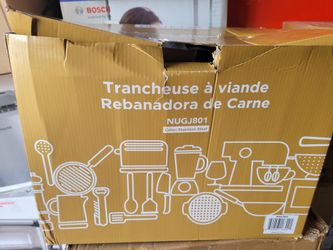 BOSCH
Trancheuse à viande
Rebanadora de Carne
NUGJ801